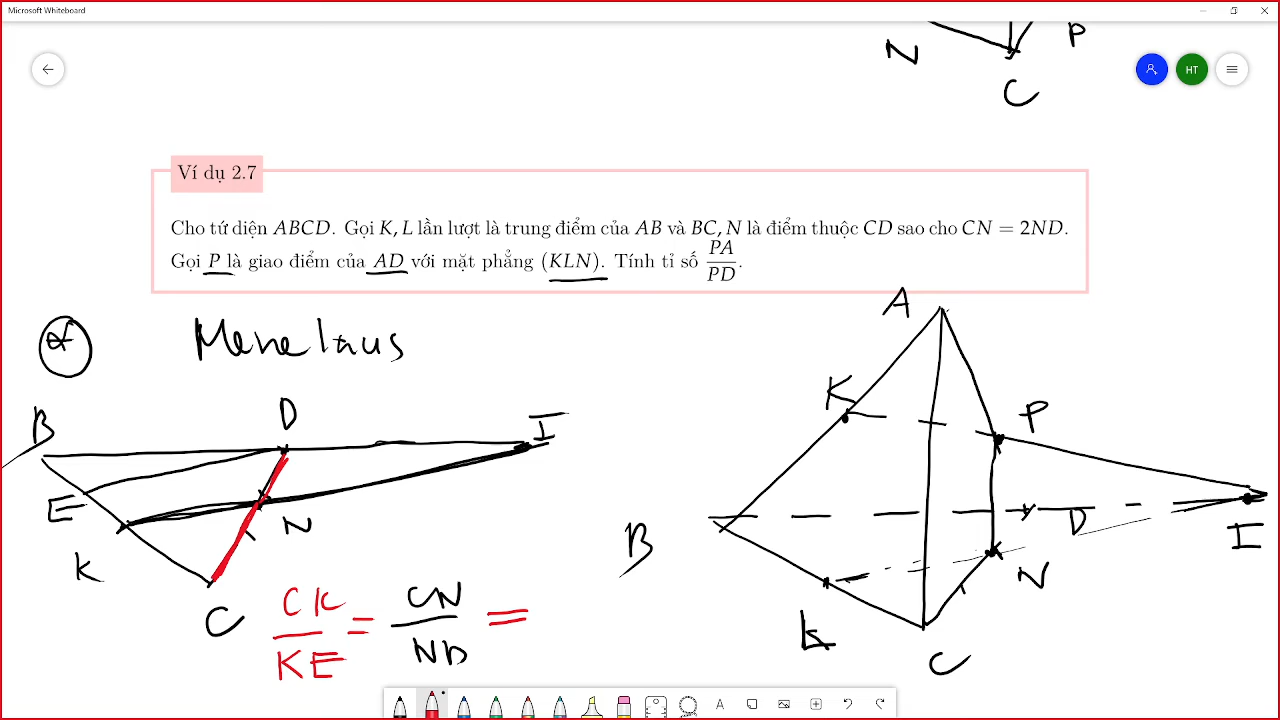 Microsoft Whiteboard
N
P
C
HT
Ví dụ 2.7
Cho tứ diện ABCD. Gọi K, L lần lượt là trung điểm của AB và BC, N là điểm thuộc CD sao cho CN = 2ND.
Gọi P là giao điểm của AD với mặt phẳng (KLN). Tính tỉ số PA/PD.
Menelaus
B
D
I
E
K
N
C
CK/KE = CN/ND =
A
K
P
B
D
I
N
C